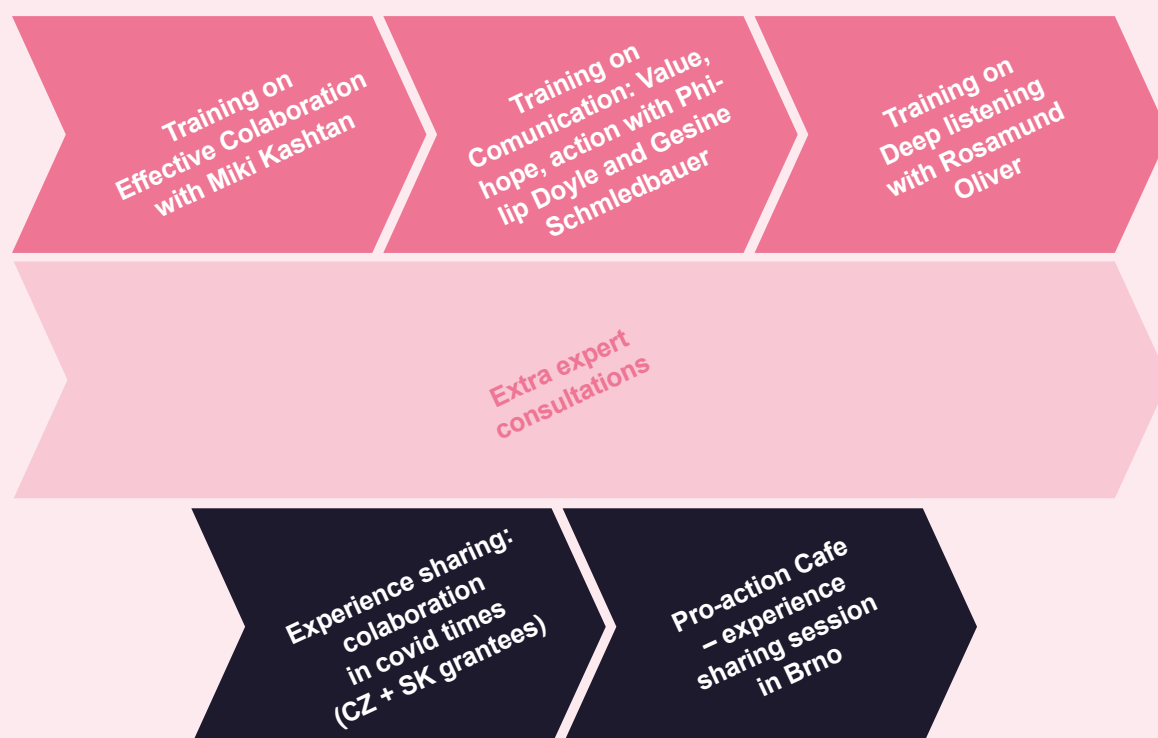 Training on
Effective Colaboration
with Miki Kashtan
Training on
Comunication: Value,
hope, action with Phi-
lip Doyle and Gesine
Schmledbauer
Training on
Deep listening
with Rosamund
Oliver
Extra expert
consultations
Experience sharing:
colaboration
in covid times
(CZ + SK grantees)
Pro-action Cafe
– experience
sharing session
in Brno